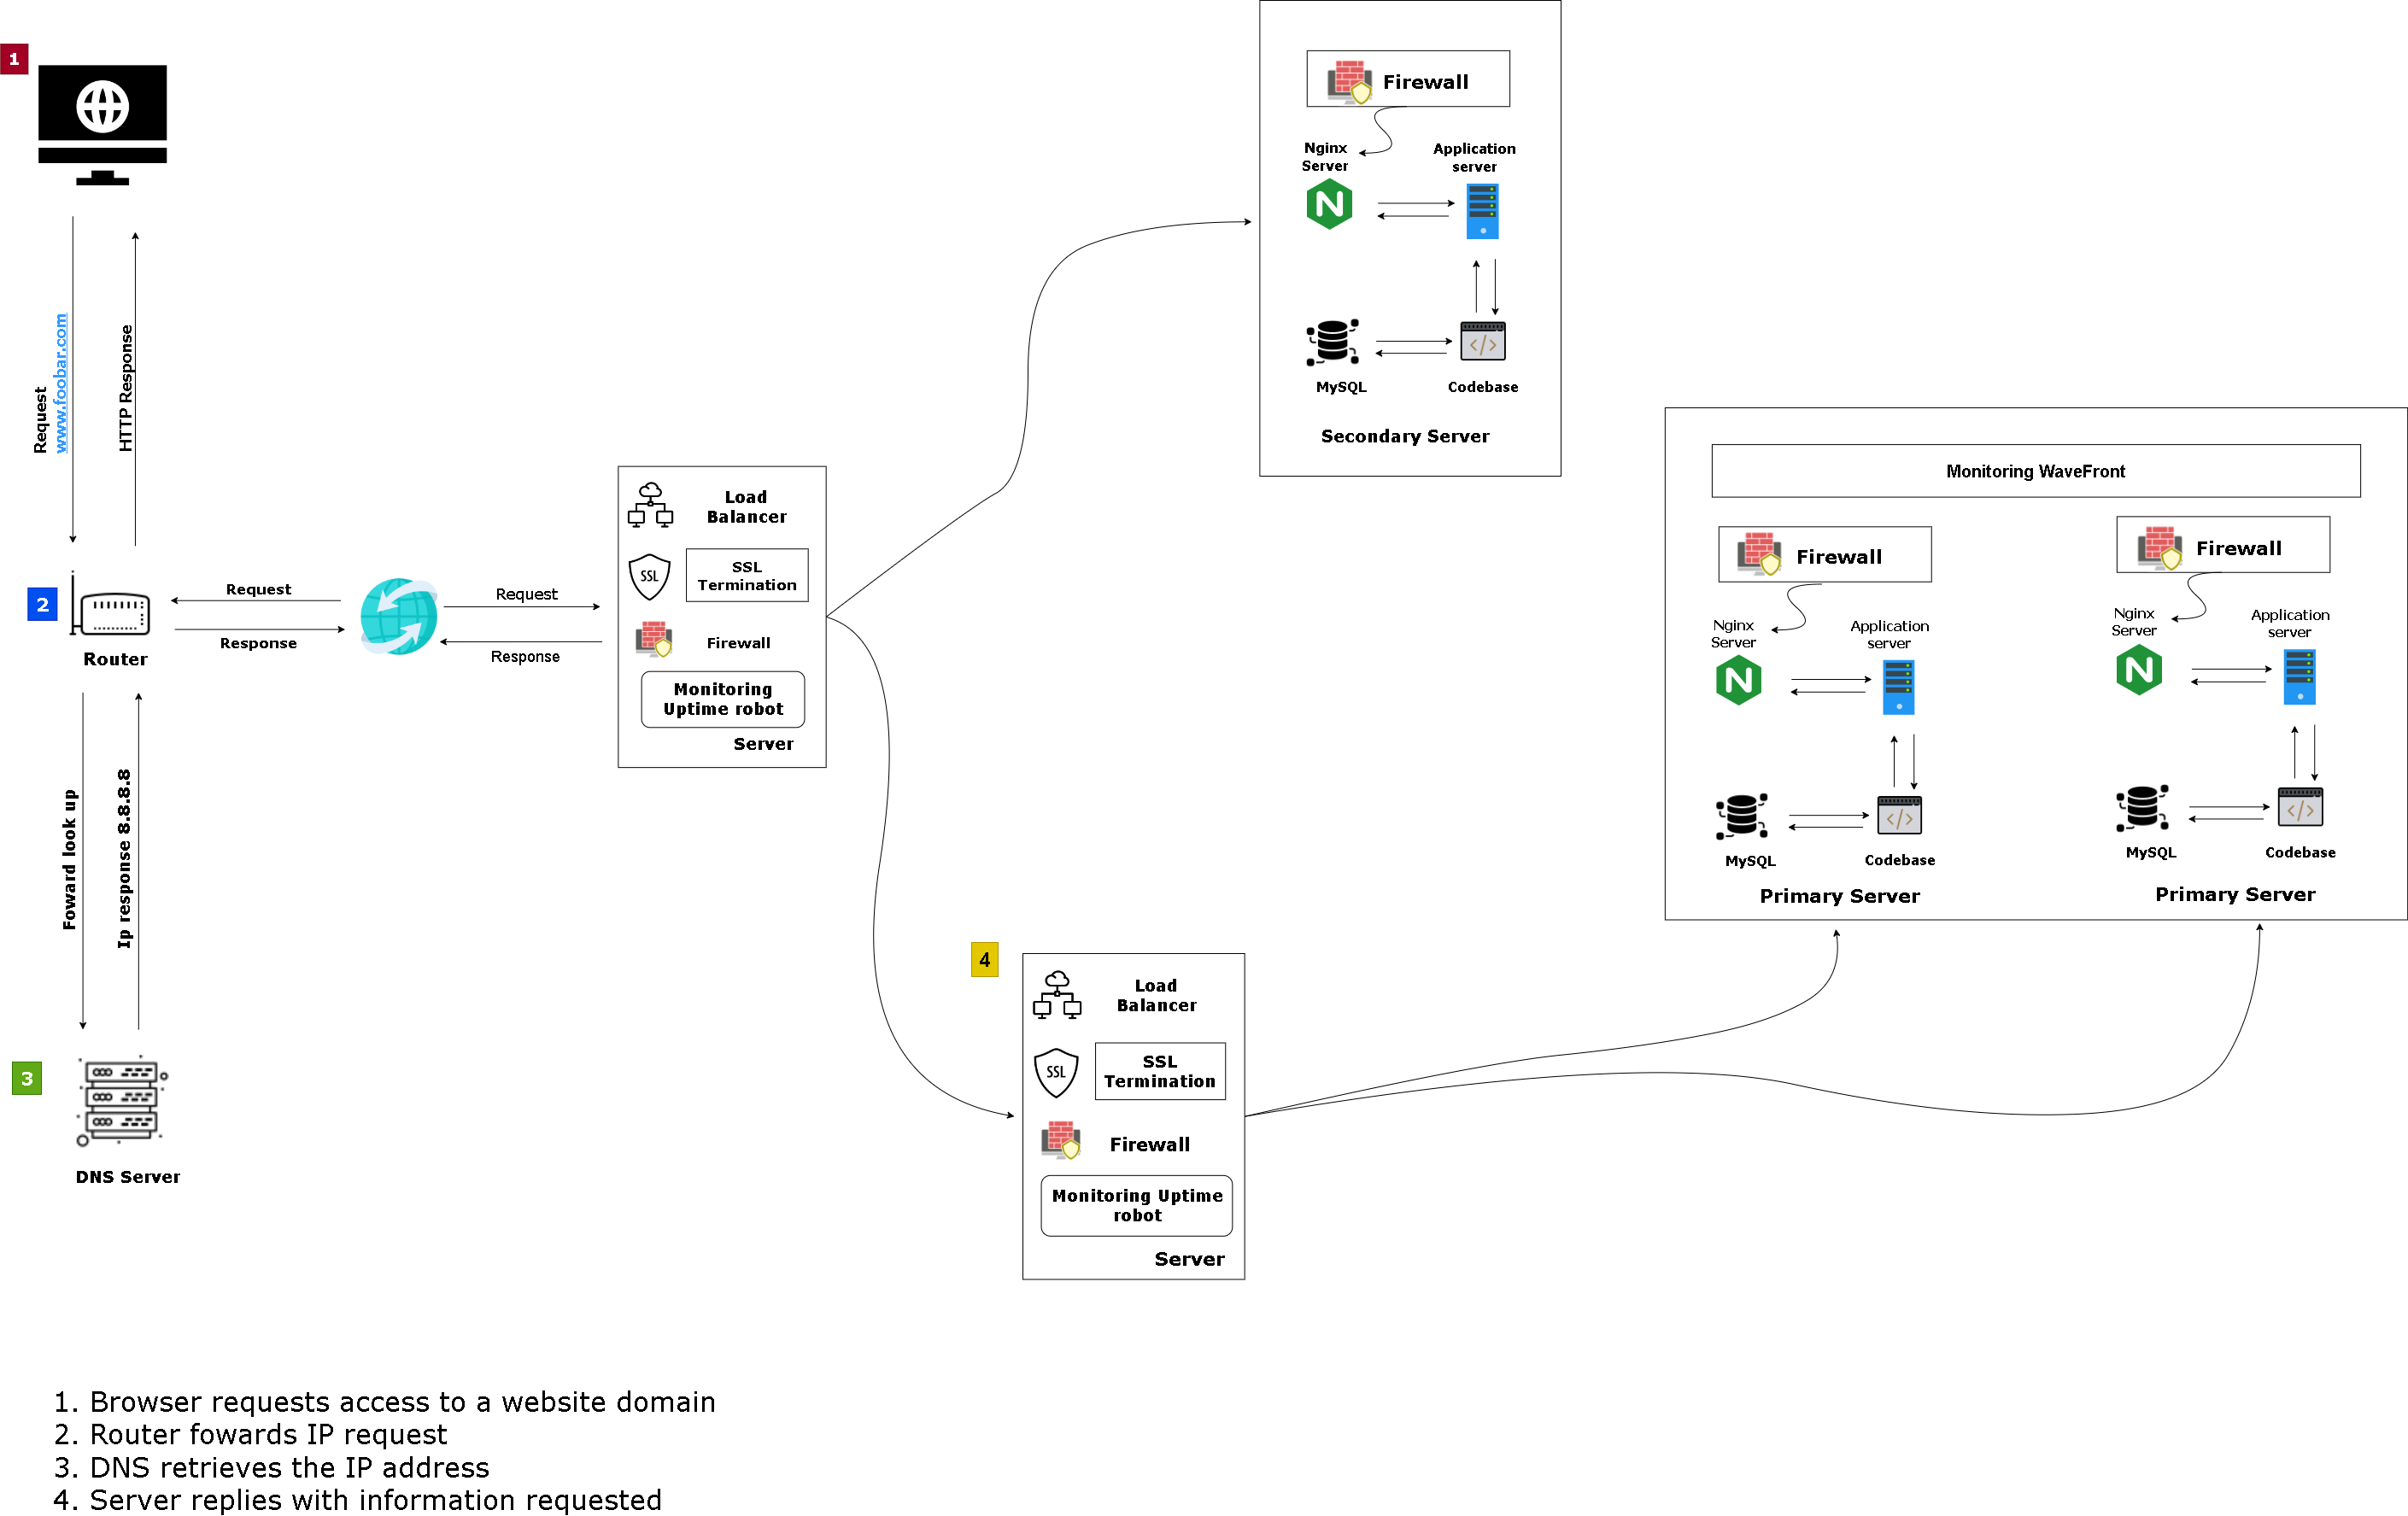 1
Request
www.foobar.com
HTTP Response
2
Router
Request
Response
Foward look up
Ip response 8.8.8.8
3
DNS Server
Request
Response
Load
Balancer
SSL
SSL
Termination
Firewall
Monitoring
Uptime robot
Server
Firewall
Nginx
Server
Application
server
N
MySQL
Codebase
Secondary Server
4
Load
Balancer
SSL
SSL
Termination
Firewall
Monitoring Uptime
robot
Server
Monitoring WaveFront
Firewall
Nginx
Server
Application
server
N
MySQL
Codebase
Primary Server
Firewall
Nginx
Server
Application
server
N
MySQL
Codebase
Primary Server
1. Browser requests access to a website domain
2. Router fowards IP request
3. DNS retrieves the IP address
4. Server replies with information requested